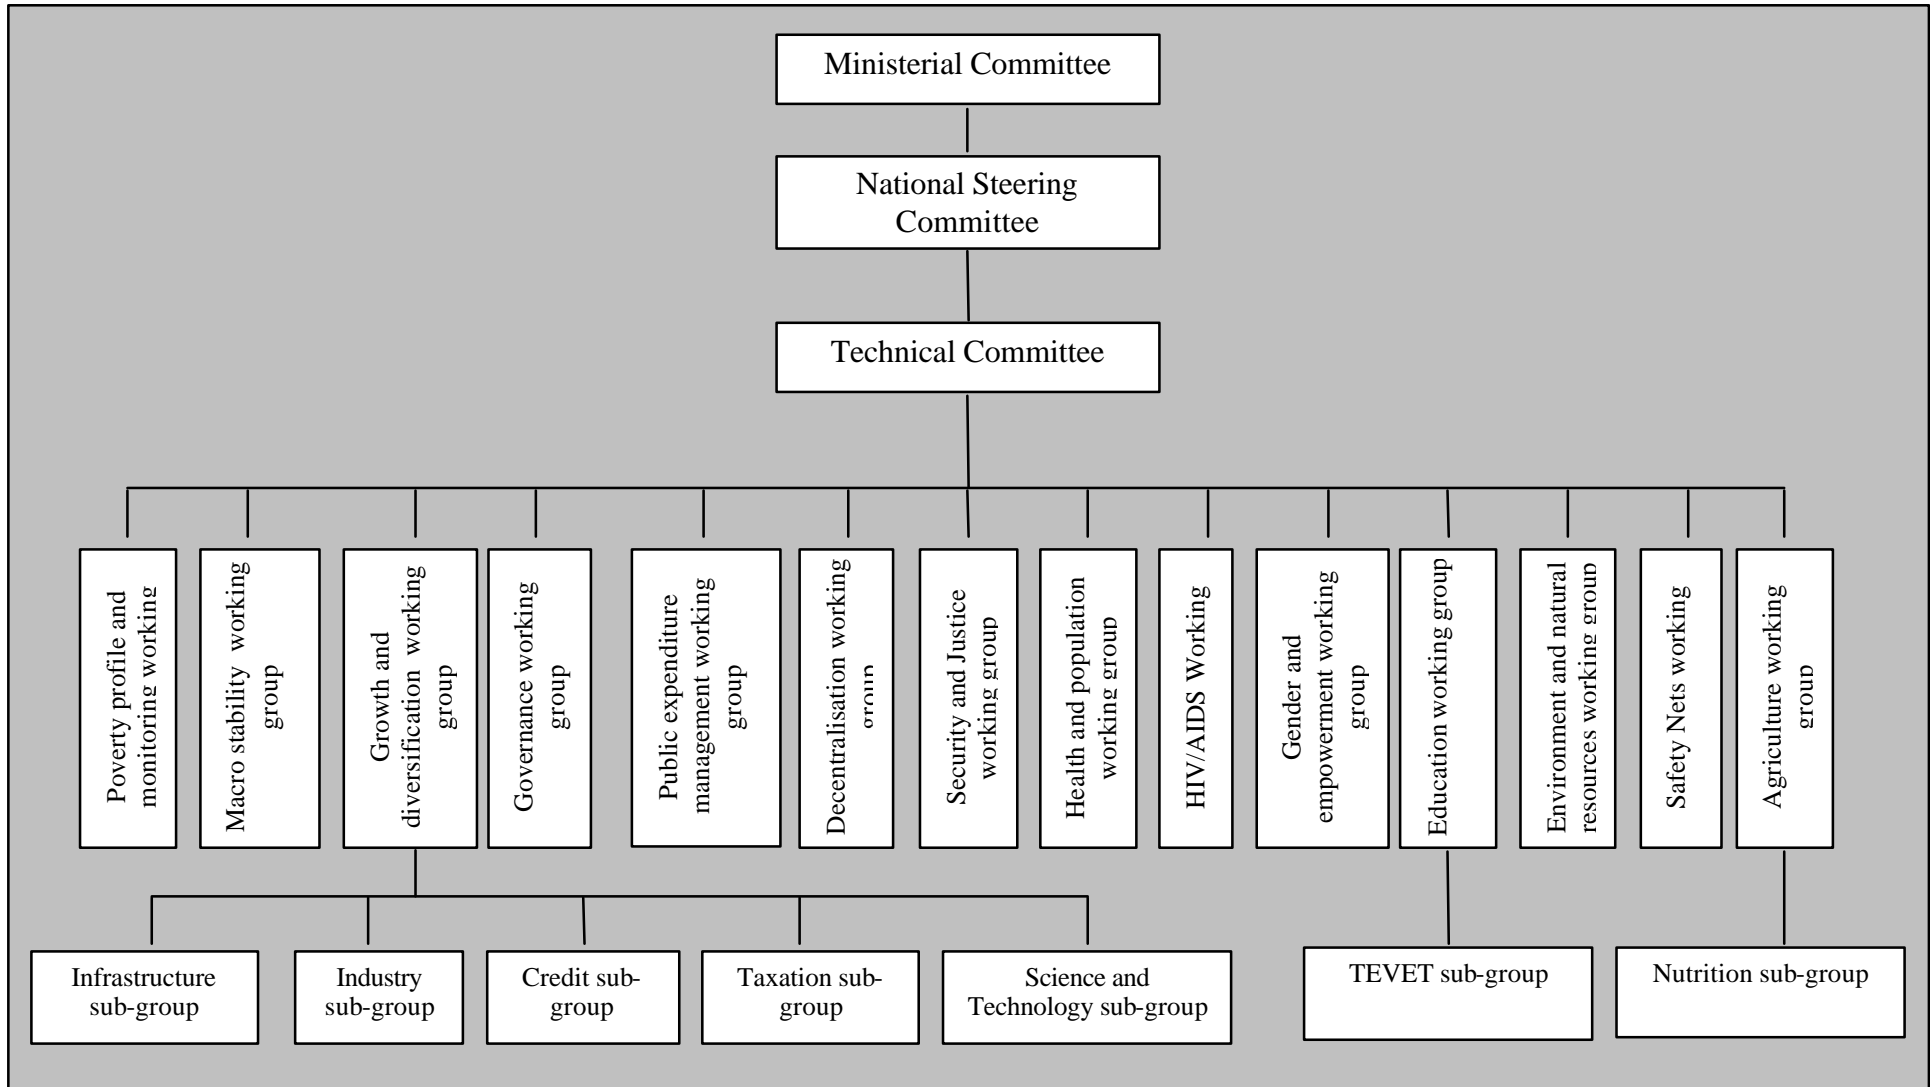 Ministerial Committee
National Steering
Committee
Technical Committee
Poverty profile and
monitoring working
Macro stability working
group
Growth and
diversification working
group
Governance working
group
Public expenditure
management working
group
Decentralisation working
group
Security and Justice
working group
Health and population
working group
HIV/AIDS Working
Gender and
empowerment working
group
Education working group
Environment and natural
resources working group
Safety Nets working
Agriculture working
group
Infrastructure
sub-group
Industry
sub-group
Credit sub-
group
Taxation sub-
group
Science and
Technology sub-group
TEVET sub-group
Nutrition sub-group